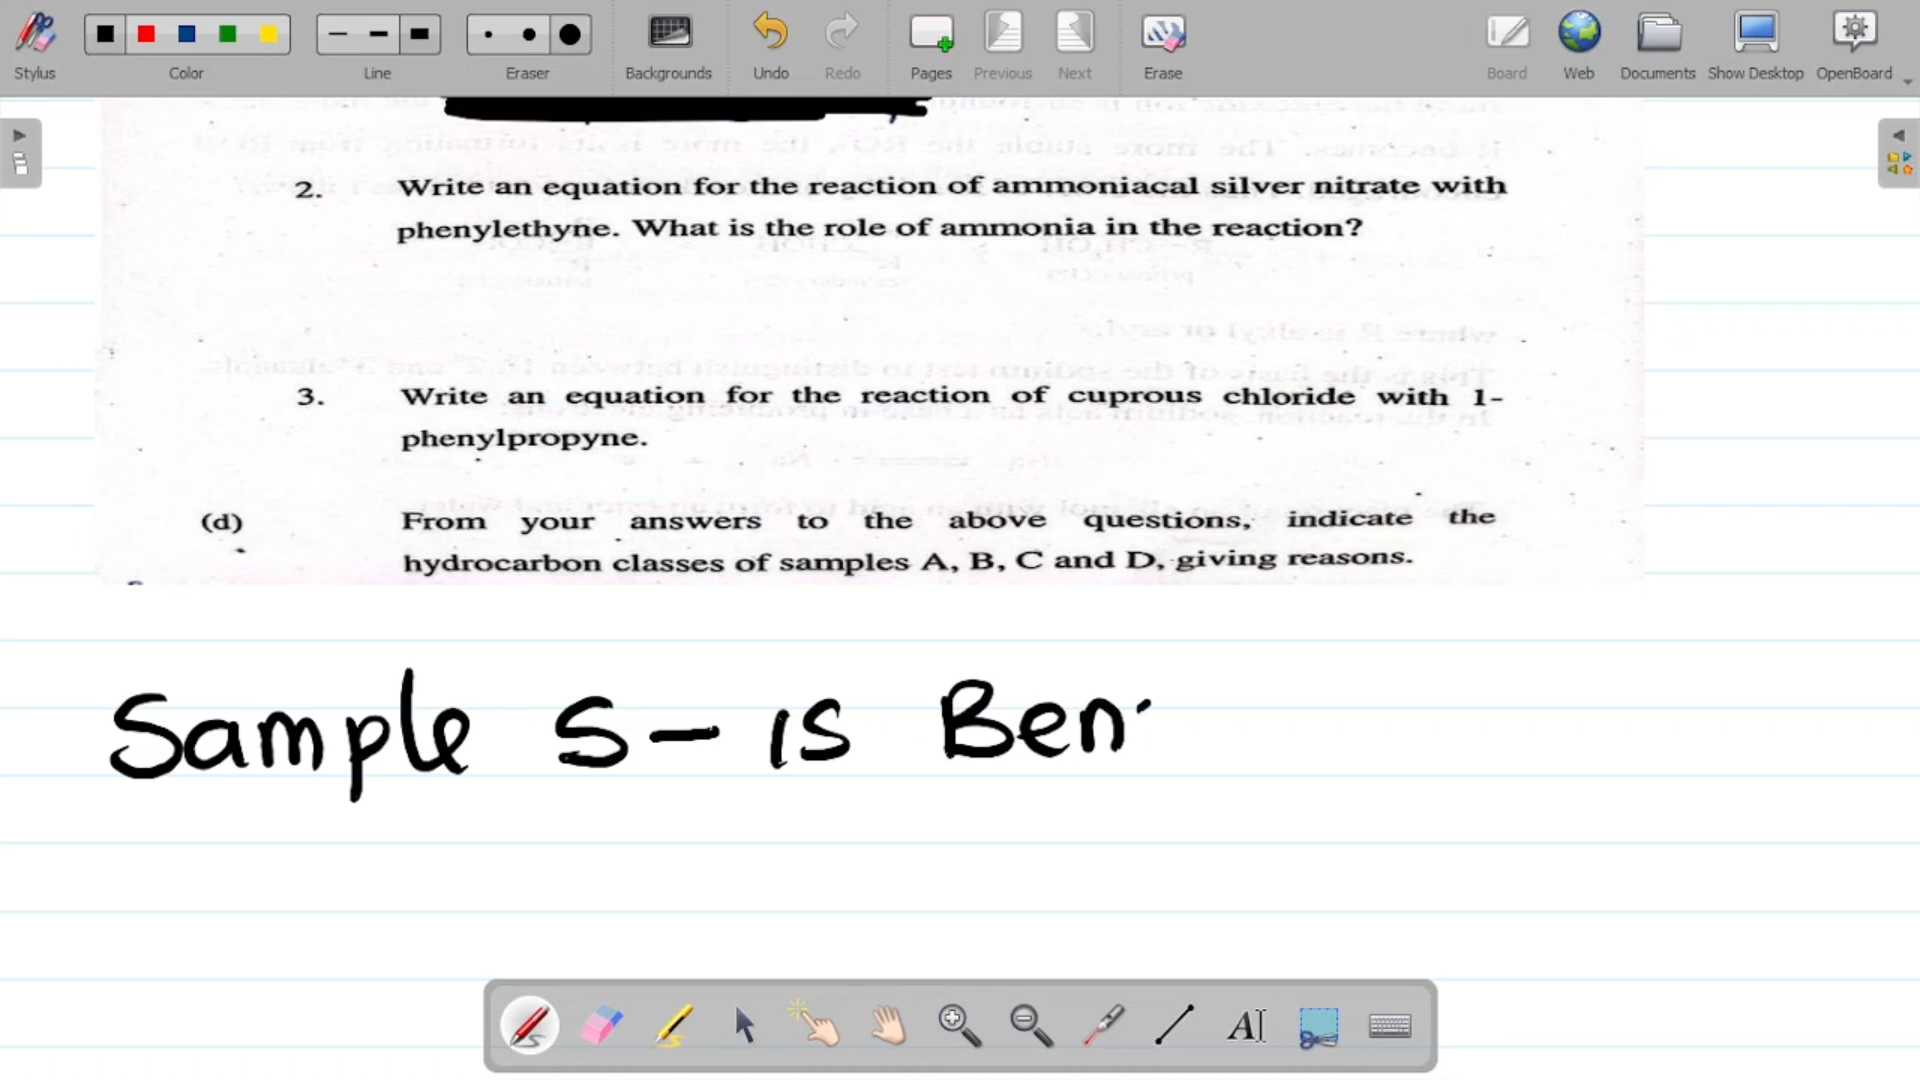 Stylus
Color
Line
Eraser
Backgrounds
Undo
Redo
Pages
Previous
Next
Erase
Board
Web
Documents
Show Desktop
OpenBoard
2. Write an equation for the reaction of ammoniacal silver nitrate with
phenylethyne. What is the role of ammonia in the reaction?
3. Write an equation for the reaction of cuprous chloride with 1-
phenylpropyne.
(d) From your answers to the above questions, indicate the
hydrocarbon classes of samples A, B, C and D, giving reasons.
Sample S - is Ben